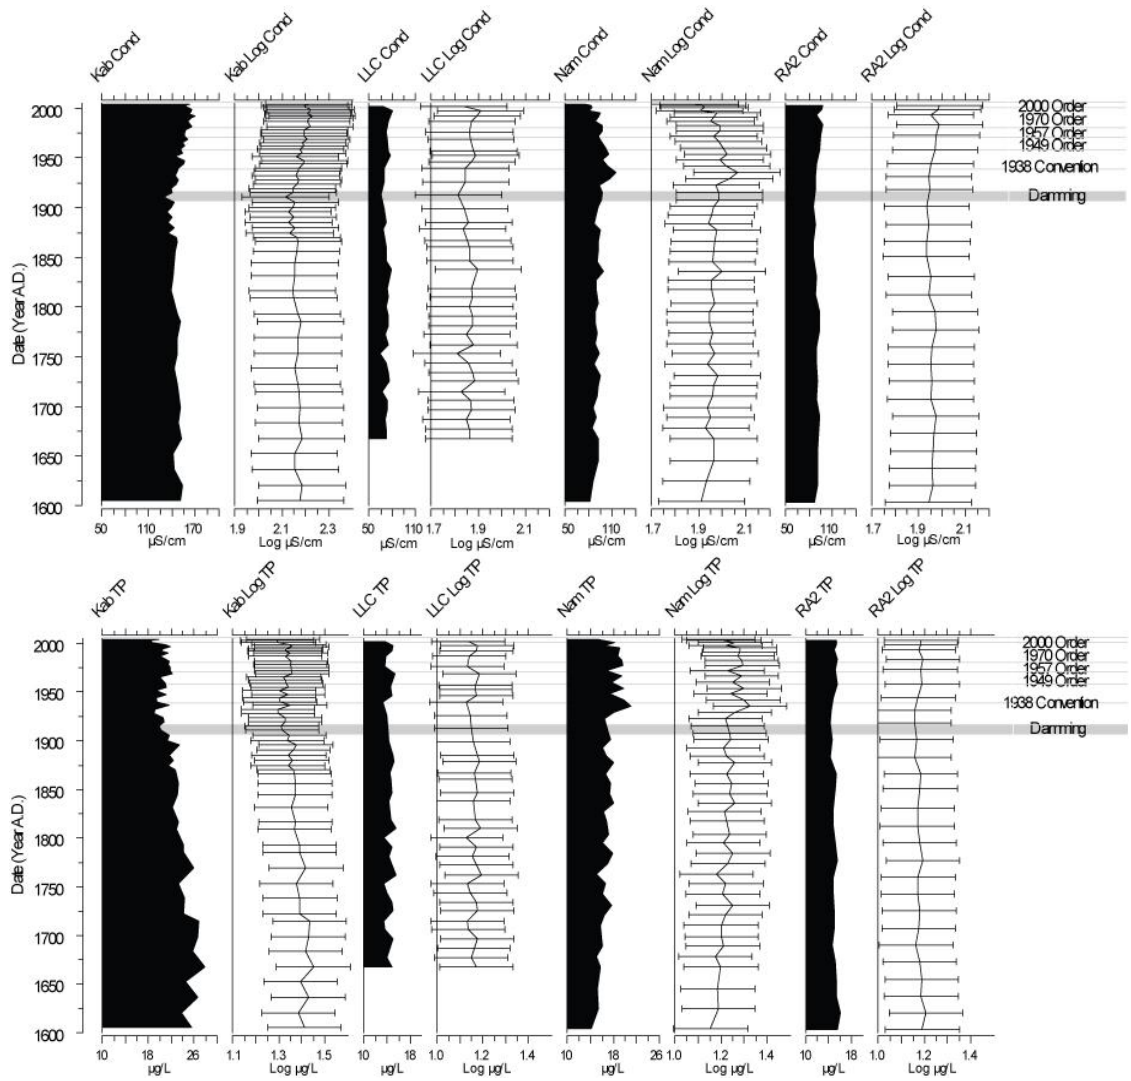 Kab Cond
Kab Log Cond
LLC Cond
LLC Log Cond
Nam Cond
Nam Log Cond
RA2 Cond
RA2 Log Cond
2000
1950
1900
1850
1800
1750
1700
1650
1600
Date (Year A.D.)
2000 Order
1970 Order
1957 Order
1949 Order
1938 Convention
Damming
50 110 170 1.9 2.1 2.3 50 110 1.7 1.9 2.1 50 110 1.7 1.9 2.1 50 110 1.7 1.9 2.1
µS/cm Log µS/cm µS/cm Log µS/cm µS/cm Log µS/cm µS/cm Log µS/cm
Kab TP
Kab Log TP
LLC TP
LLC Log TP
Nam TP
Nam Log TP
RA2 TP
RA2 Log TP
2000
1950
1900
1850
1800
1750
1700
1650
1600
Date (Year A.D.)
2000 Order
1970 Order
1957 Order
1949 Order
1938 Convention
Damming
10 18 26 1.1 1.3 1.5 10 18 1.0 1.2 1.4 10 18 26 1.0 1.2 1.4 10 18 1.0 1.2 1.4
µg/L Log µg/L µg/L Log µg/L µg/L Log µg/L µg/L Log µg/L